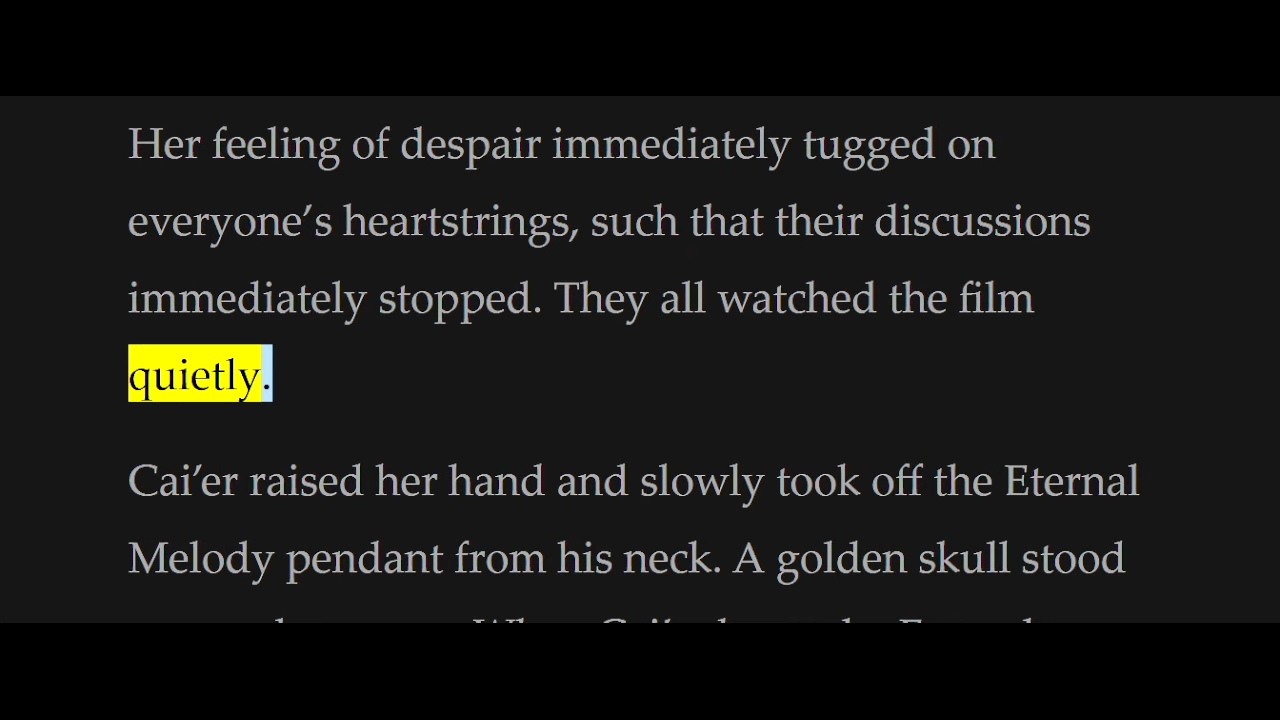 Her feeling of despair immediately tugged on
everyone’s heartstrings, such that their discussions
immediately stopped. They all watched the film
quietly.
Cai’er raised her hand and slowly took off the Eternal
Melody pendant from his neck. A golden skull stood